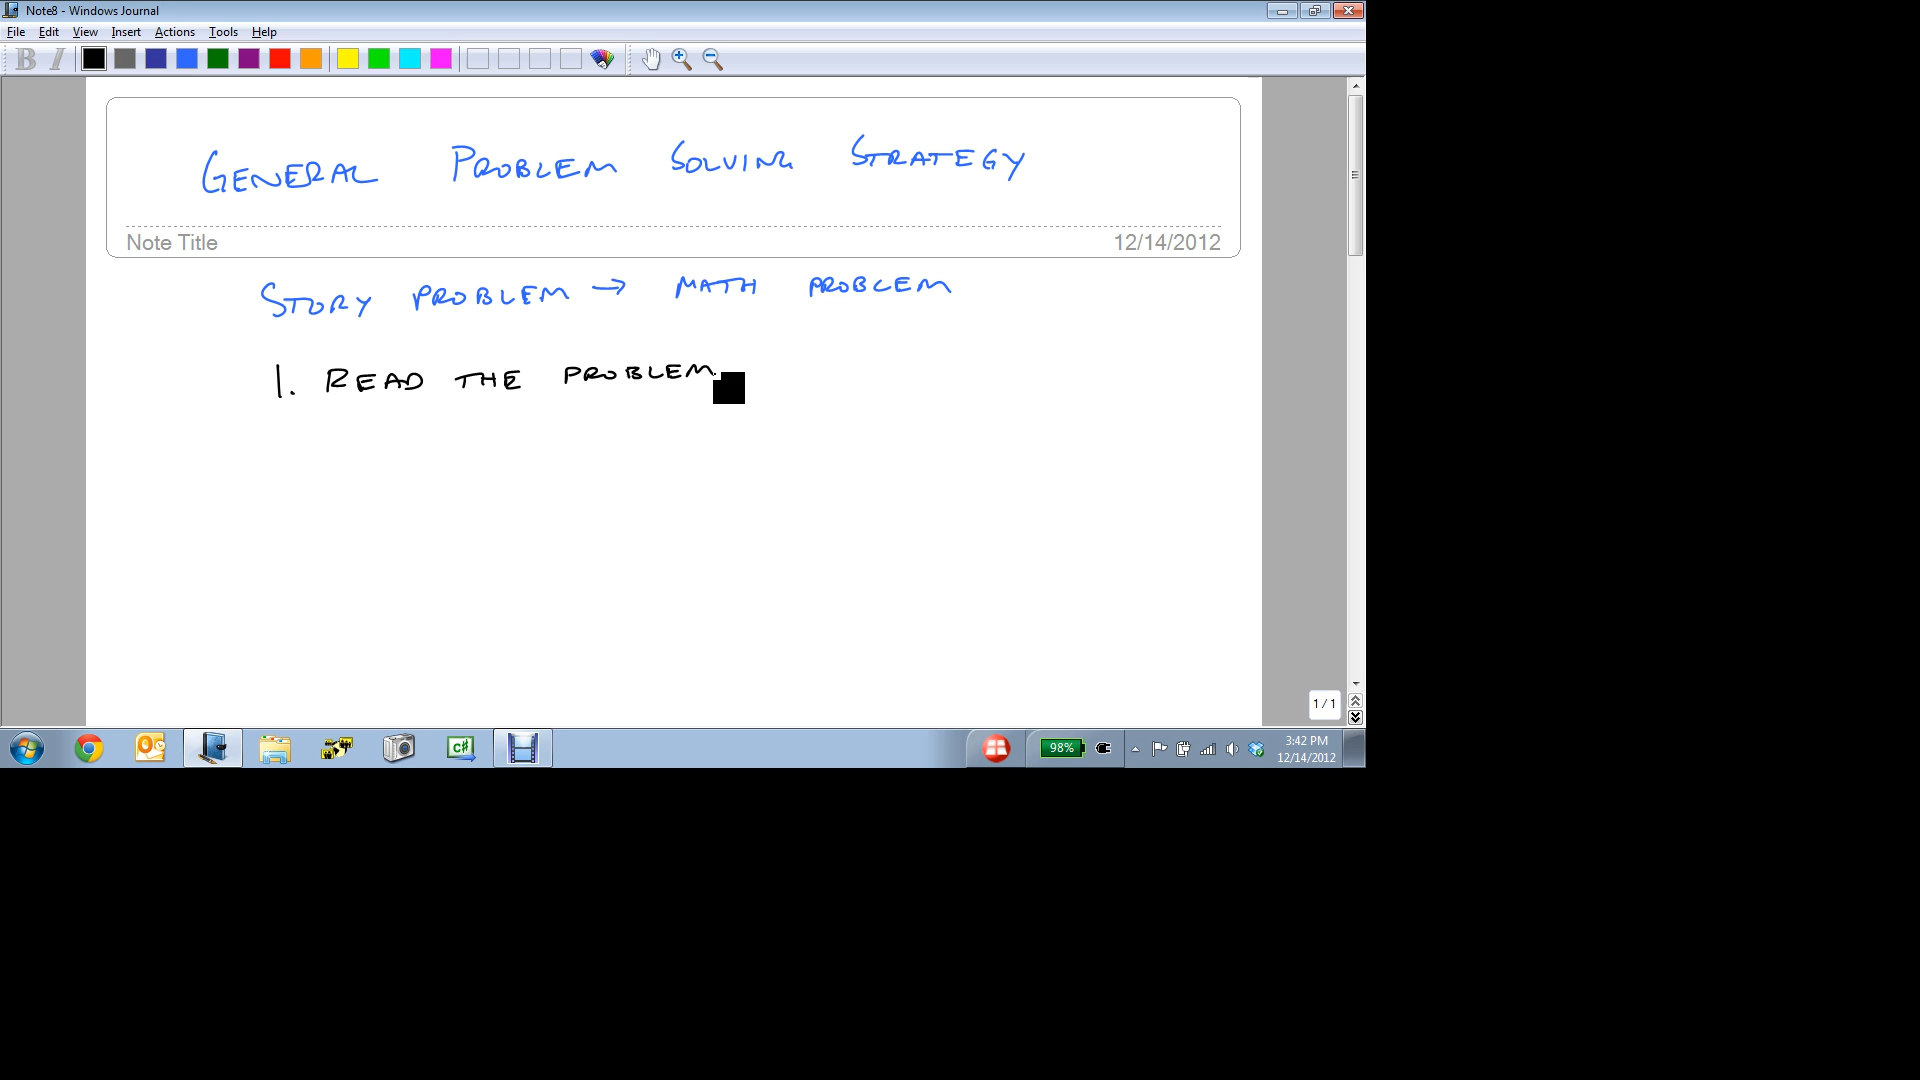 Note8 - Windows Journal
File Edit View Insert Actions Tools Help
B I
GENERAL PROBLEM SOLVING STRATEGY
Note Title 12/14/2012
STORY PROBLEM → MATH PROBLEM
1. READ THE PROBLEM
1 / 1
C#
98%
3:42 PM
12/14/2012